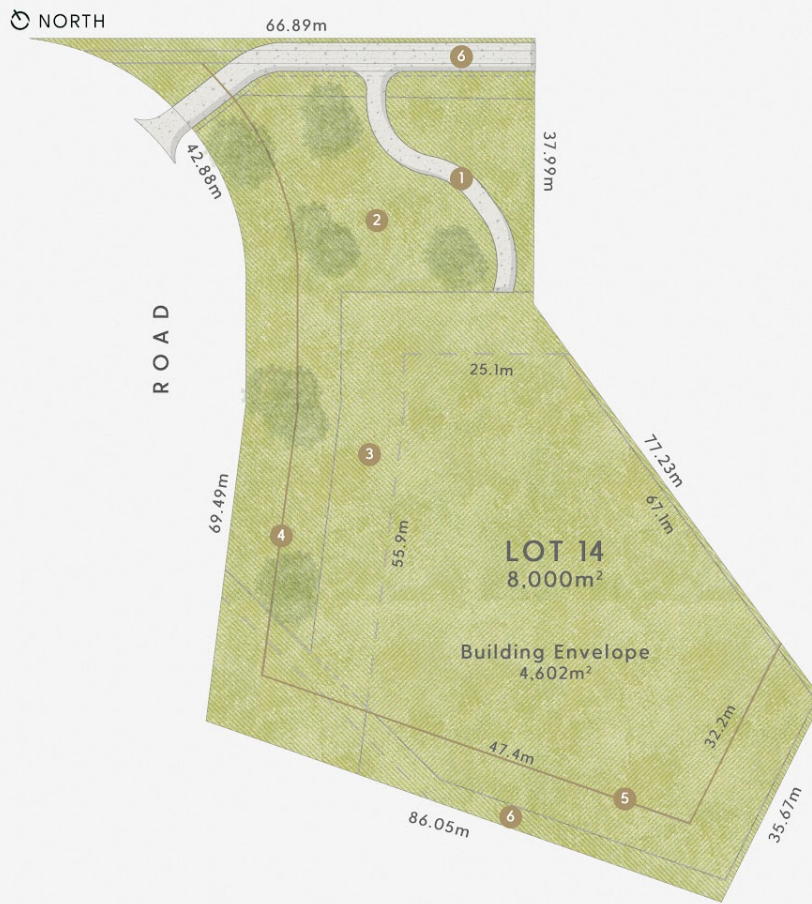 NORTH
66.89m
6
42.88m
37.99m
1
2
ROAD
25.1m
3
77.23m
67.1m
69.49m
4
55.9m
LOT 14
8,000m²
Building Envelope
4,602m²
32.2m
47.4m
5
6
35.67m
86.05m